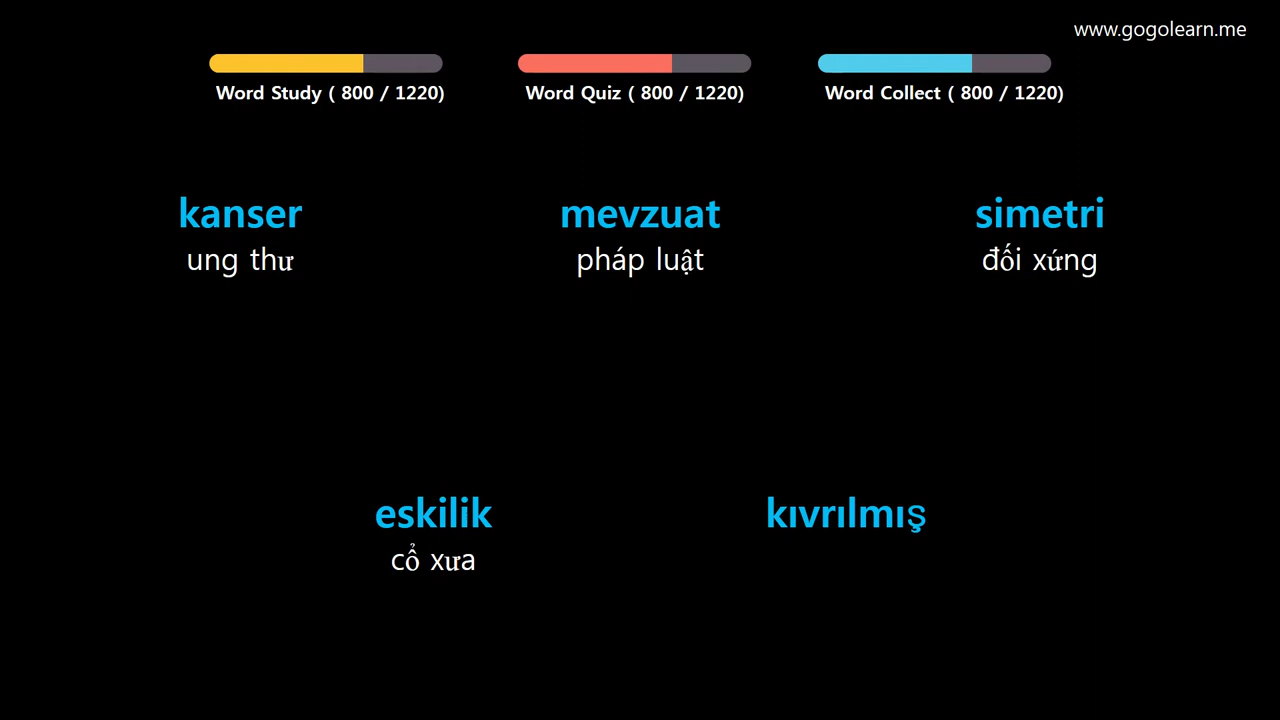 www.gogolearn.me
Word Study ( 800 / 1220)
Word Quiz ( 800 / 1220)
Word Collect ( 800 / 1220)
kanser
ung thư
mevzuat
pháp luật
simetri
đối xứng
eskilik
cổ xưa
kıvrılmış